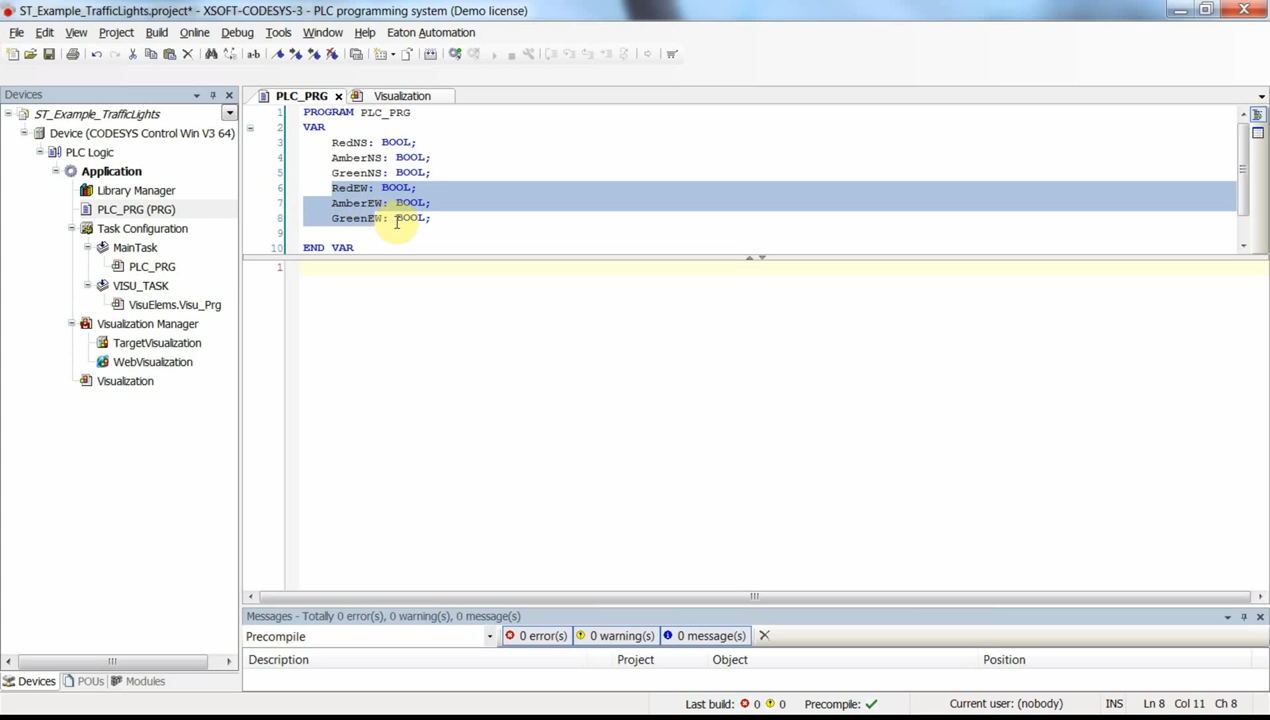 ST_Example_TrafficLights.project* - XSOFT-CODESYS-3 - PLC programming system (Demo license)
File Edit View Project Build Online Debug Tools Window Help Eaton Automation
Devices
ST_Example_TrafficLights
Device (CODESYS Control Win V3 64)
PLC Logic
Application
Library Manager
PLC_PRG (PRG)
Task Configuration
MainTask
PLC_PRG
VISU_TASK
VisuElems.Visu_Prg
Visualization Manager
TargetVisualization
WebVisualization
Visualization
Devices POUs Modules
PLC_PRG Visualization
1 PROGRAM PLC_PRG
2 VAR
3 RedNS: BOOL;
4 AmberNS: BOOL;
5 GreenNS: BOOL;
6 RedEW: BOOL;
7 AmberEW: BOOL;
8 GreenEW: BOOL;
9
10 END_VAR
1
Messages - Totally 0 error(s), 0 warning(s), 0 message(s)
Precompile 0 error(s) 0 warning(s) 0 message(s)
Description Project Object Position
Last build: 0 0 Precompile: Current user: (nobody) INS Ln 8 Col 11 Ch 8